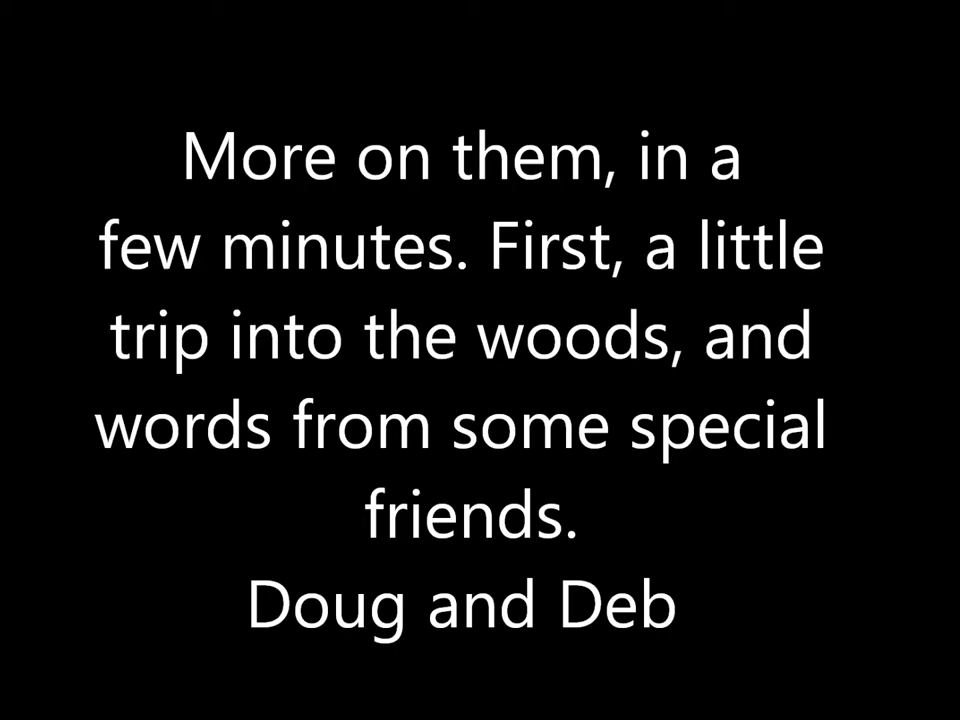 More on them, in a
few minutes. First, a little
trip into the woods, and
words from some special
friends.
Doug and Deb